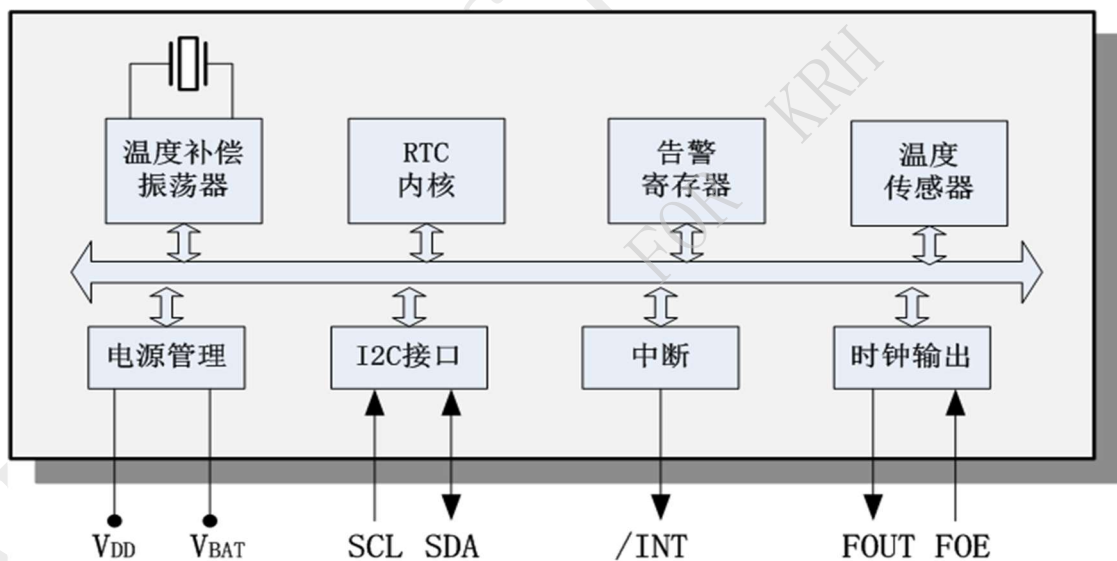 温度补偿
振荡器
RTC
内核
告警
寄存器
温度
传感器
电源管理
I2C接口
中断
时钟输出
VDD VBAT SCL SDA /INT FOUT FOE
FOR KRH